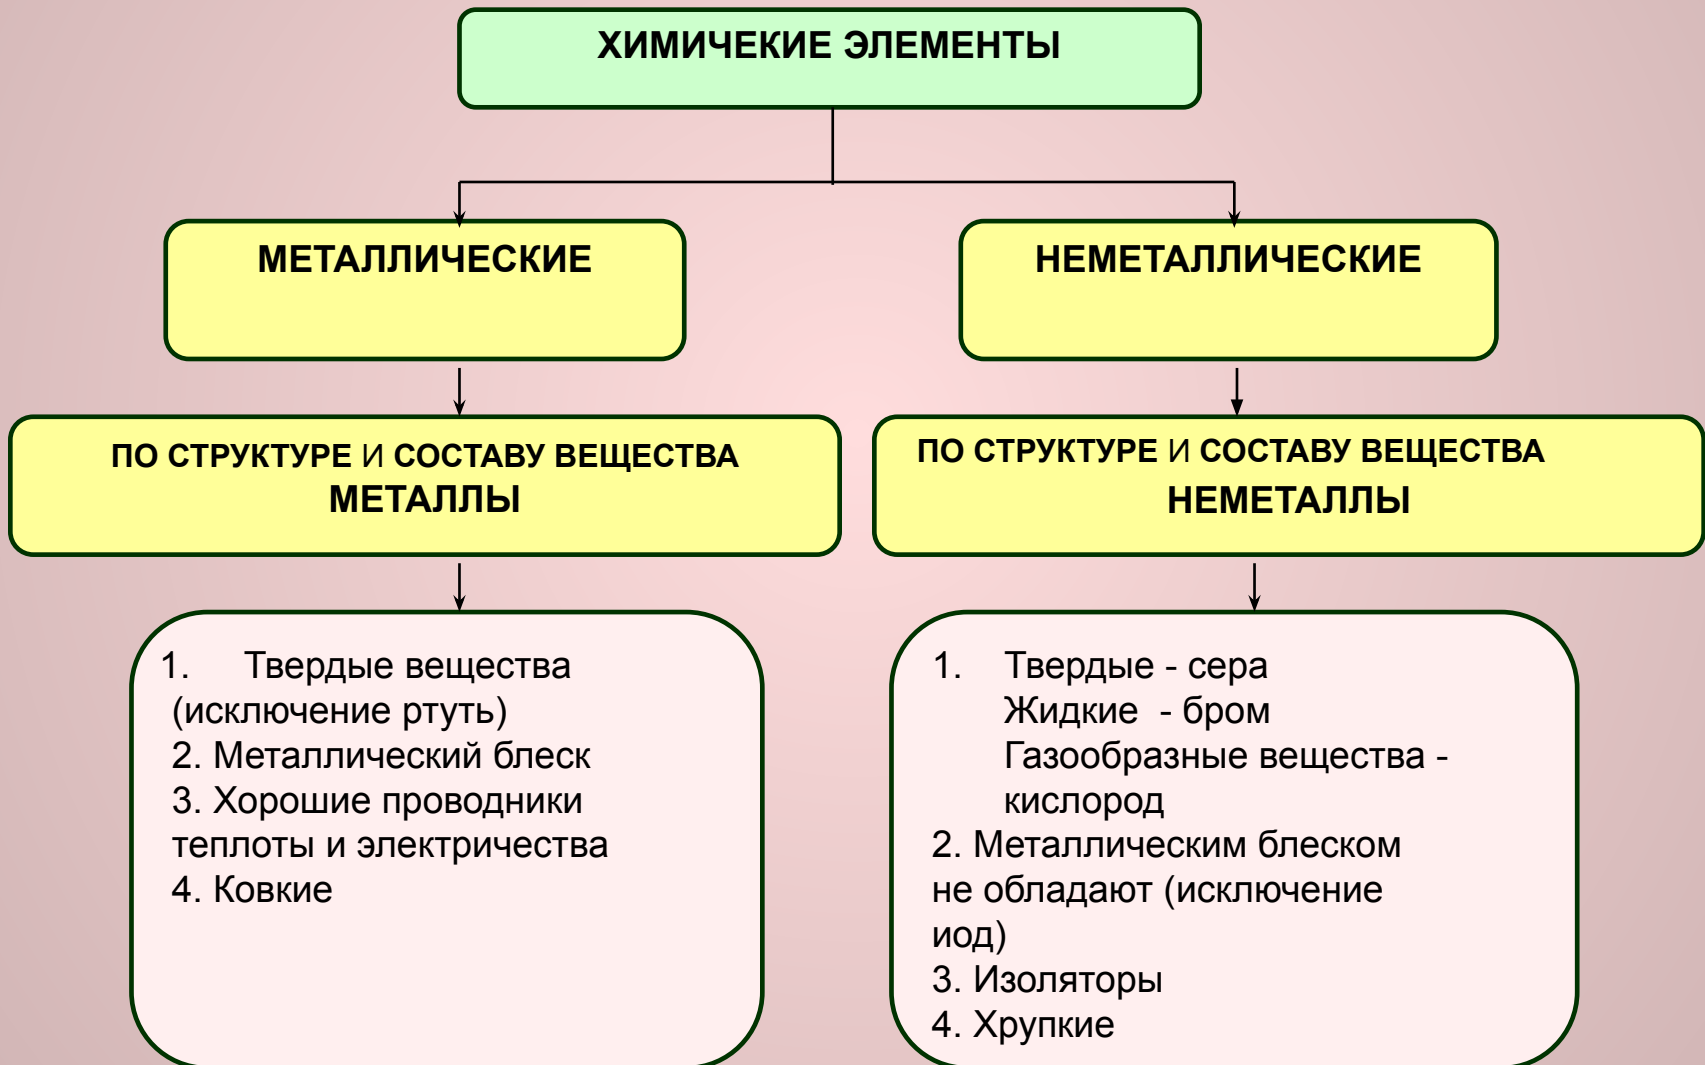 ХИМИЧЕКИЕ ЭЛЕМЕНТЫ
МЕТАЛЛИЧЕСКИЕ
НЕМЕТАЛЛИЧЕСКИЕ
ПО СТРУКТУРЕ И СОСТАВУ ВЕЩЕСТВА
МЕТАЛЛЫ
ПО СТРУКТУРЕ И СОСТАВУ ВЕЩЕСТВА
НЕМЕТАЛЛЫ
1. Твердые вещества
(исключение ртуть)
2. Металлический блеск
3. Хорошие проводники
теплоты и электричества
4. Ковкие
1. Твердые - сера
Жидкие - бром
Газообразные вещества -
кислород
2. Металлическим блеском
не обладают (исключение
иод)
3. Изоляторы
4. Хрупкие